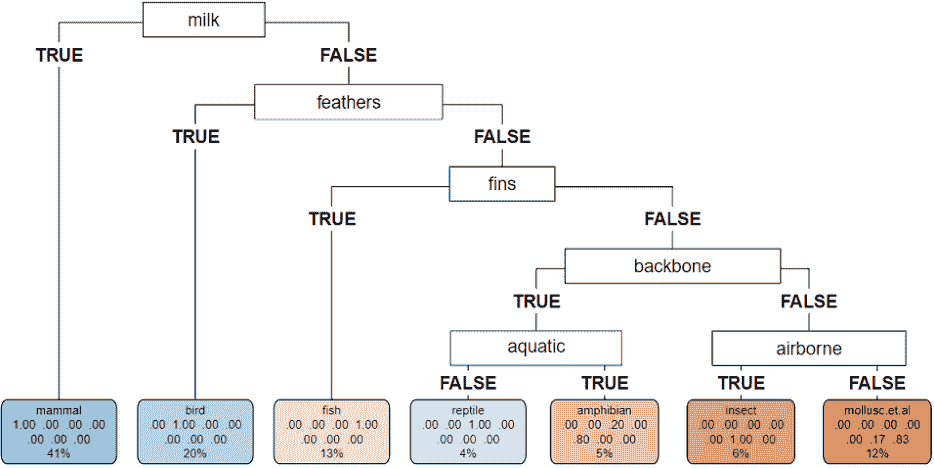 milk
TRUE FALSE
feathers
TRUE FALSE
fins
TRUE FALSE
backbone
TRUE FALSE
aquatic airborne
FALSE TRUE TRUE FALSE
mammal
1.00 .00 .00 .00
.00 .00 .00
41%
bird
.00 1.00 .00 .00
.00 .00 .00
20%
fish
.00 .00 .00 1.00
.00 .00 .00
13%
reptile
.00 .00 1.00 .00
.00 .00 .00
4%
amphibian
.00 .00 .20 .00
.80 .00 .00
5%
insect
.00 .00 .00 .00
.00 1.00 .00
6%
mollusc.et.al
.00 .00 .00 .00
.00 .17 .83
12%